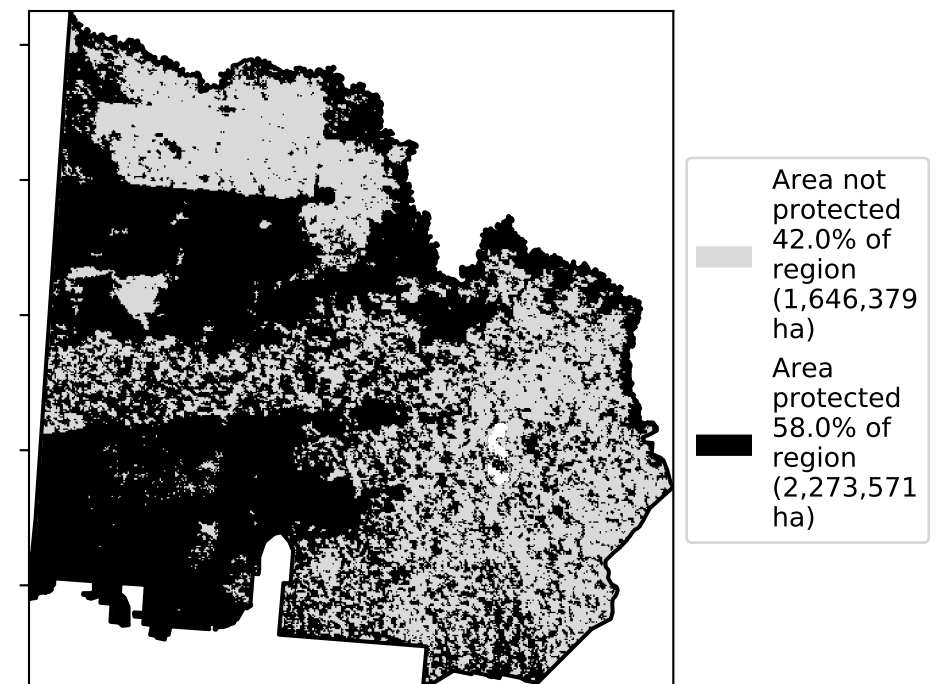 Area not
protected
42.0% of
region
(1,646,379
ha)
Area
protected
58.0% of
region
(2,273,571
ha)